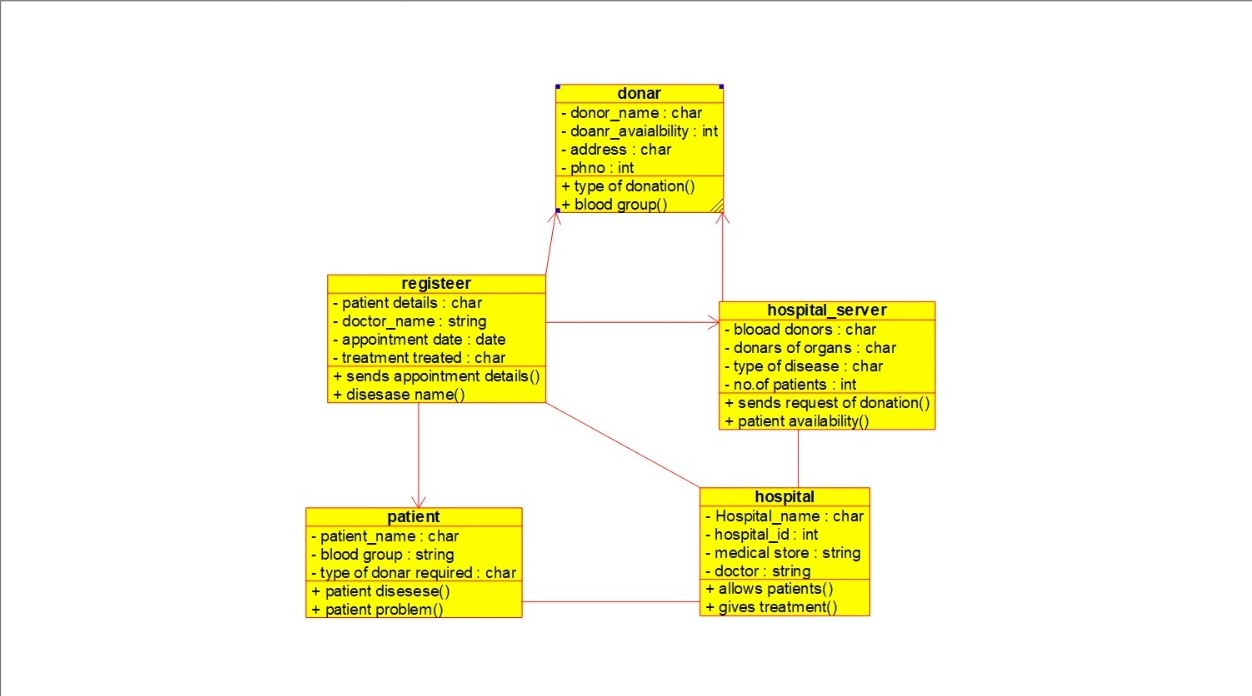 donar
- donor_name : char
- doanr_avaialbility : int
- address : char
- phno : int
+ type of donation()
+ blood group()
registeer
- patient details : char
- doctor_name : string
- appointment date : date
- treatment treated : char
+ sends appointment details()
+ disesase name()
hospital_server
- blooad donors : char
- donars of organs : char
- type of disease : char
- no.of patients : int
+ sends request of donation()
+ patient availability()
patient
- patient_name : char
- blood group : string
- type of donar required : char
+ patient disesese()
+ patient problem()
hospital
- Hospital_name : char
- hospital_id : int
- medical store : string
- doctor : string
+ allows patients()
+ gives treatment()